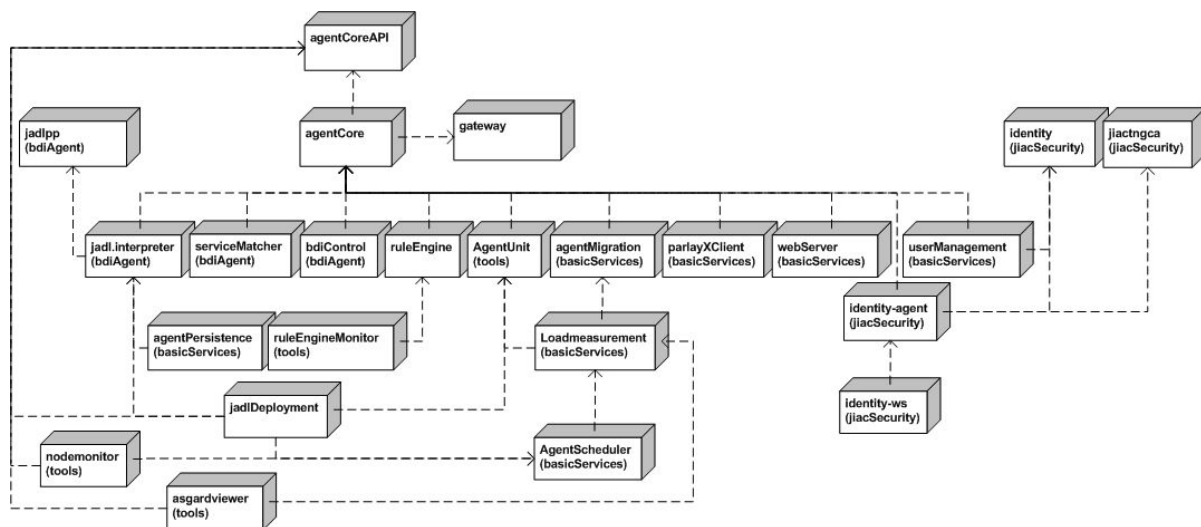 agentCoreAPI
jadlpp
(bdiAgent)
agentCore
gateway
identity
(jiacSecurity)
jiactngca
(jiacSecurity)
jadl.interpreter
(bdiAgent)
serviceMatcher
(bdiAgent)
bdiControl
(bdiAgent)
ruleEngine
AgentUnit
(tools)
agentMigration
(basicServices)
parlayXClient
(basicServices)
webServer
(basicServices)
userManagement
(basicServices)
identity-agent
(jiacSecurity)
agentPersistence
(basicServices)
ruleEngineMonitor
(tools)
Loadmeasurement
(basicServices)
identity-ws
(jiacSecurity)
jadlDeployment
nodemonitor
(tools)
AgentScheduler
(basicServices)
asgardviewer
(tools)